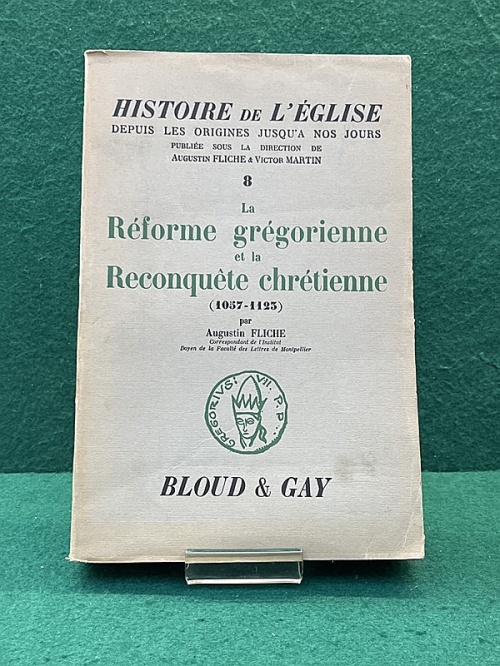 HISTOIRE DE L'ÉGLISE
DEPUIS LES ORIGINES JUSQU'A NOS JOURS
PUBLIÉE SOUS LA DIRECTION DE
AUGUSTIN FLICHE & VICTOR MARTIN
8
La
Réforme grégorienne
et la
Reconquête chrétienne
(1057-1123)
par
Augustin FLICHE
Correspondant de l'Institut
Doyen de la Faculté des Lettres de Montpellier
GREGORIVS: VII. P.P...
BLOUD & GAY